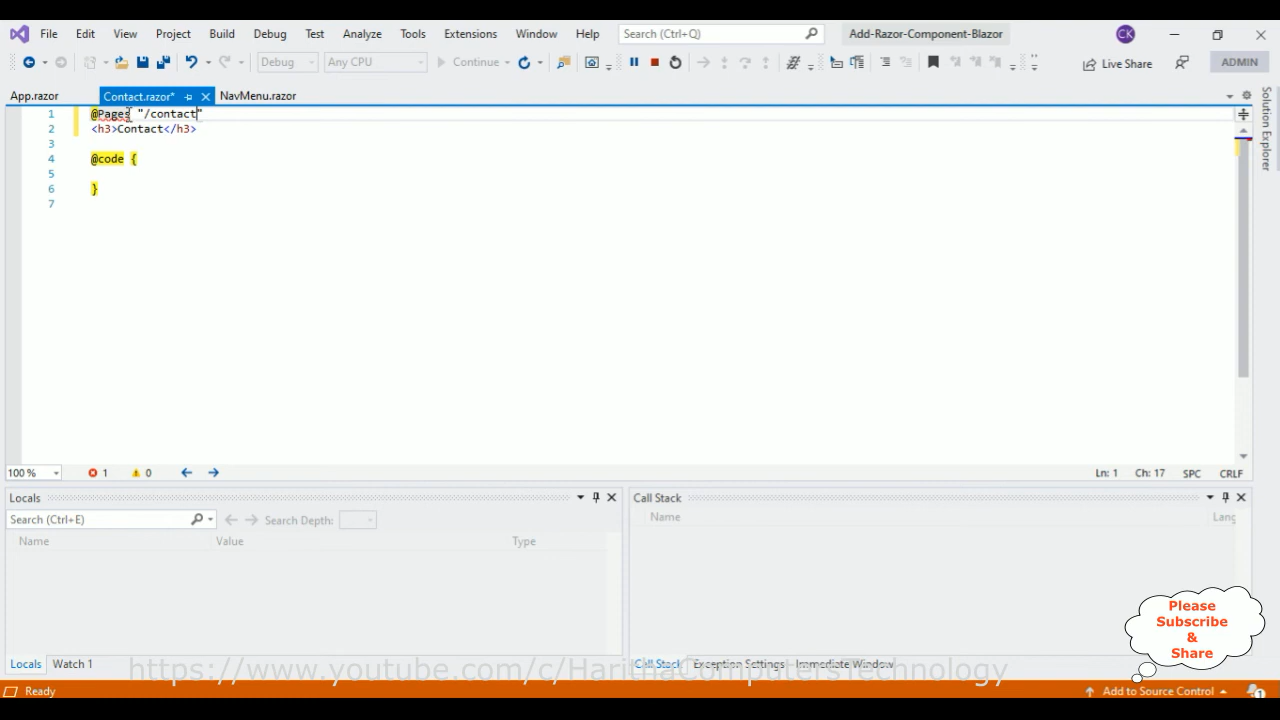 File Edit View Project Build Debug Test Analyze Tools Extensions Window Help Search (Ctrl+Q) Add-Razor-Component-Blazor CK
Debug Any CPU Continue Live Share ADMIN
App.razor Contact.razor* NavMenu.razor
1 @Pages "/contact"
2 <h3>Contact</h3>
3
4 @code {
5
6 }
7
Solution Explorer
100 % 1 0 Ln: 1 Ch: 17 SPC CRLF
Locals Call Stack
Search (Ctrl+E) Search Depth: Name Lang
Name Value Type
Please
Subscribe
&
Share
Locals Watch 1 Call Stack Exception Settings Immediate Window
https://www.youtube.com/c/HarithaComputersTechnology
Ready Add to Source Control 1